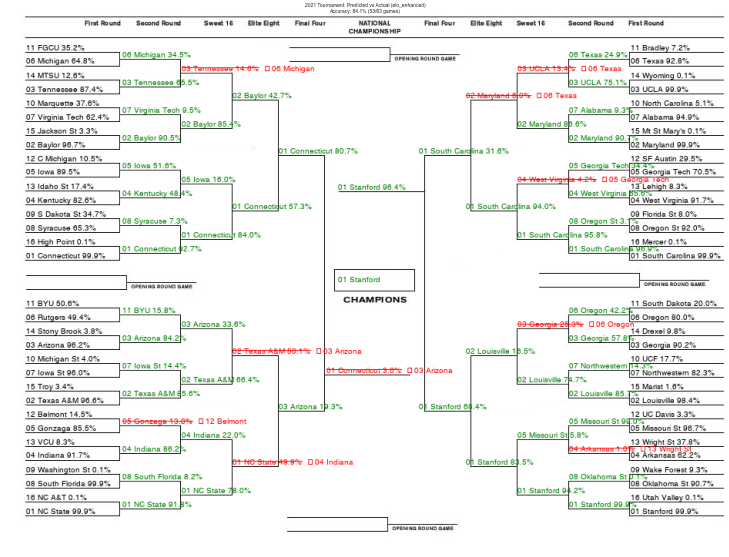 2021 Tournament: Predicted vs Actual (elo_enhanced)
Accuracy: 84.1% (53/63 games)
First Round Second Round Sweet 16 Elite Eight Final Four NATIONAL CHAMPIONSHIP Final Four Elite Eight Sweet 16 Second Round First Round
11 FGCU 35.2%
06 Michigan 64.8%
14 MTSU 12.6%
03 Tennessee 87.4%
10 Marquette 37.6%
07 Virginia Tech 62.4%
15 Jackson St 3.3%
02 Baylor 96.7%
12 C Michigan 10.5%
05 Iowa 89.5%
13 Idaho St 17.4%
04 Kentucky 82.6%
09 S Dakota St 34.7%
08 Syracuse 65.3%
16 High Point 0.1%
01 Connecticut 99.9%
06 Michigan 34.5%
03 Tennessee 65.5%
07 Virginia Tech 9.5%
02 Baylor 90.5%
05 Iowa 51.6%
04 Kentucky 48.4%
08 Syracuse 7.3%
01 Connecticut 92.7%
03 Tennessee 14.6% 06 Michigan
02 Baylor 85.4%
05 Iowa 16.0%
01 Connecticut 84.0%
02 Baylor 42.7%
01 Connecticut 57.3%
01 Connecticut 80.7%
OPENING ROUND GAME
OPENING ROUND GAME
11 BYU 50.6%
06 Rutgers 49.4%
14 Stony Brook 3.8%
03 Arizona 96.2%
10 Michigan St 4.0%
07 Iowa St 96.0%
15 Troy 3.4%
02 Texas A&M 96.6%
12 Belmont 14.5%
05 Gonzaga 85.5%
13 VCU 8.3%
04 Indiana 91.7%
09 Washington St 0.1%
08 South Florida 99.9%
16 NC A&T 0.1%
01 NC State 99.9%
11 BYU 15.8%
03 Arizona 84.2%
07 Iowa St 14.4%
02 Texas A&M 85.6%
05 Gonzaga 13.8% 12 Belmont
04 Indiana 86.2%
08 South Florida 8.2%
01 NC State 91.8%
03 Arizona 33.6%
02 Texas A&M 66.4%
04 Indiana 22.0%
01 NC State 78.0%
02 Texas A&M 50.1% 03 Arizona
01 NC State 49.9% 04 Indiana
03 Arizona 19.3%
01 Stanford 96.4%
01 Stanford
CHAMPIONS
01 Connecticut 3.6% 03 Arizona
01 South Carolina 31.6%
01 Stanford 68.4%
02 Maryland 6.0% 06 Texas
01 South Carolina 94.0%
03 UCLA 13.4% 06 Texas
02 Maryland 86.6%
04 West Virginia 4.2% 05 Georgia Tech
01 South Carolina 95.8%
06 Texas 24.9%
03 UCLA 75.1%
07 Alabama 9.3%
02 Maryland 90.7%
05 Georgia Tech 34.4%
04 West Virginia 65.6%
08 Oregon St 3.1%
01 South Carolina 96.9%
11 Bradley 7.2%
06 Texas 92.8%
14 Wyoming 0.1%
03 UCLA 99.9%
10 North Carolina 5.1%
07 Alabama 94.9%
15 Mt St Mary's 0.1%
02 Maryland 99.9%
12 SF Austin 29.5%
05 Georgia Tech 70.5%
13 Lehigh 8.3%
04 West Virginia 91.7%
09 Florida St 8.0%
08 Oregon St 92.0%
16 Mercer 0.1%
01 South Carolina 99.9%
OPENING ROUND GAME
02 Louisville 16.5%
01 Stanford 83.5%
03 Georgia 25.3% 06 Oregon
02 Louisville 74.7%
05 Missouri St 5.8%
01 Stanford 94.2%
06 Oregon 42.2%
03 Georgia 57.8%
07 Northwestern 14.3%
02 Louisville 85.7%
05 Missouri St 99.0%
04 Arkansas 1.0% 13 Wright St
08 Oklahoma St 0.1%
01 Stanford 99.9%
11 South Dakota 20.0%
06 Oregon 80.0%
14 Drexel 9.8%
03 Georgia 90.2%
10 UCF 17.7%
07 Northwestern 82.3%
15 Marist 1.6%
02 Louisville 98.4%
12 UC Davis 3.3%
05 Missouri St 96.7%
13 Wright St 37.8%
04 Arkansas 62.2%
09 Wake Forest 9.3%
08 Oklahoma St 90.7%
16 Utah Valley 0.1%
01 Stanford 99.9%
OPENING ROUND GAME